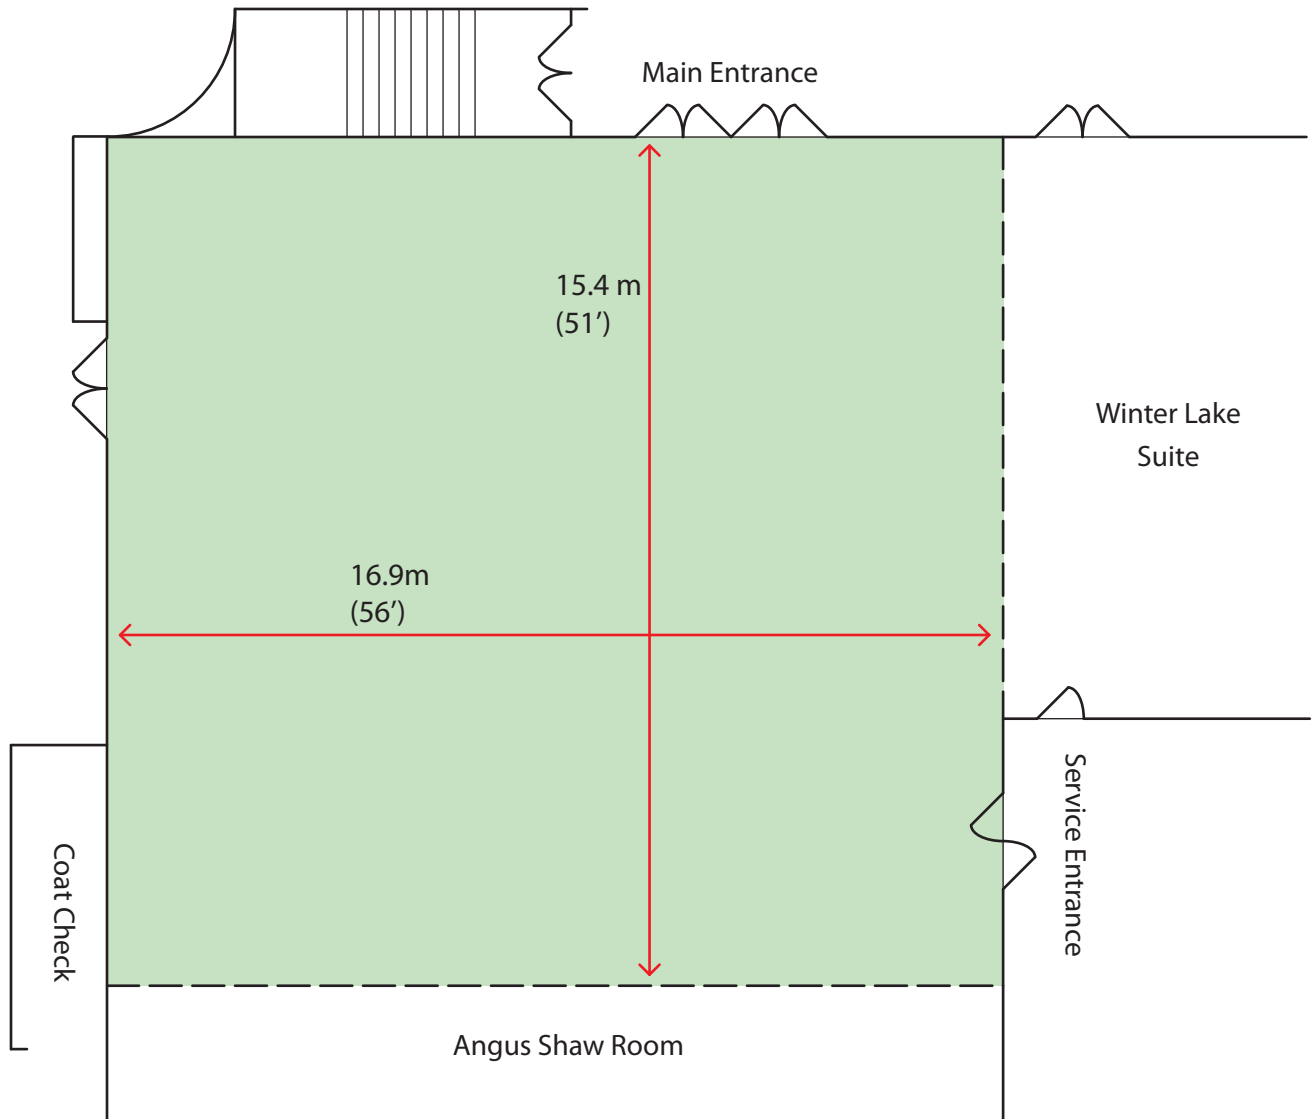 Main Entrance
15.4 m
(51’)
Winter Lake
Suite
16.9m
(56’)
Service Entrance
Coat Check
Angus Shaw Room